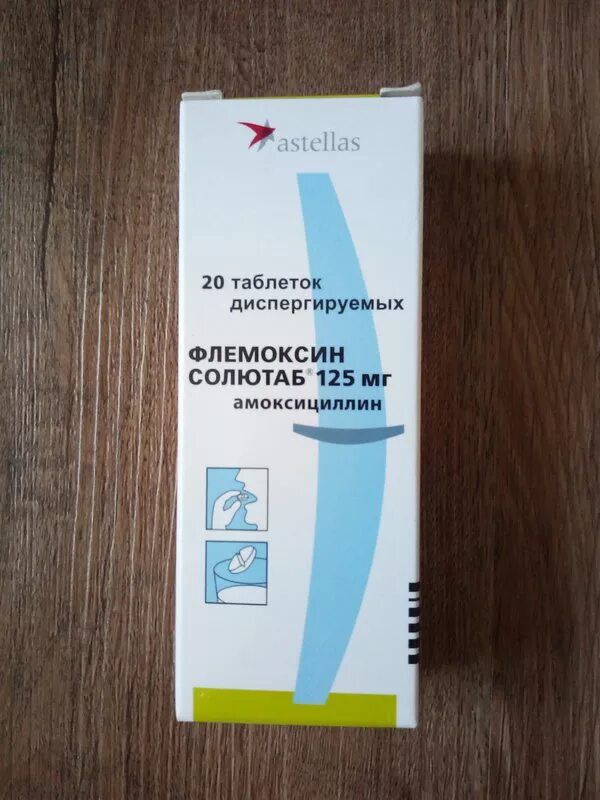 astellas
20 таблеток
диспергируемых
ФЛЕМОКСИН
СОЛЮТАБ® 125 мг
амоксициллин